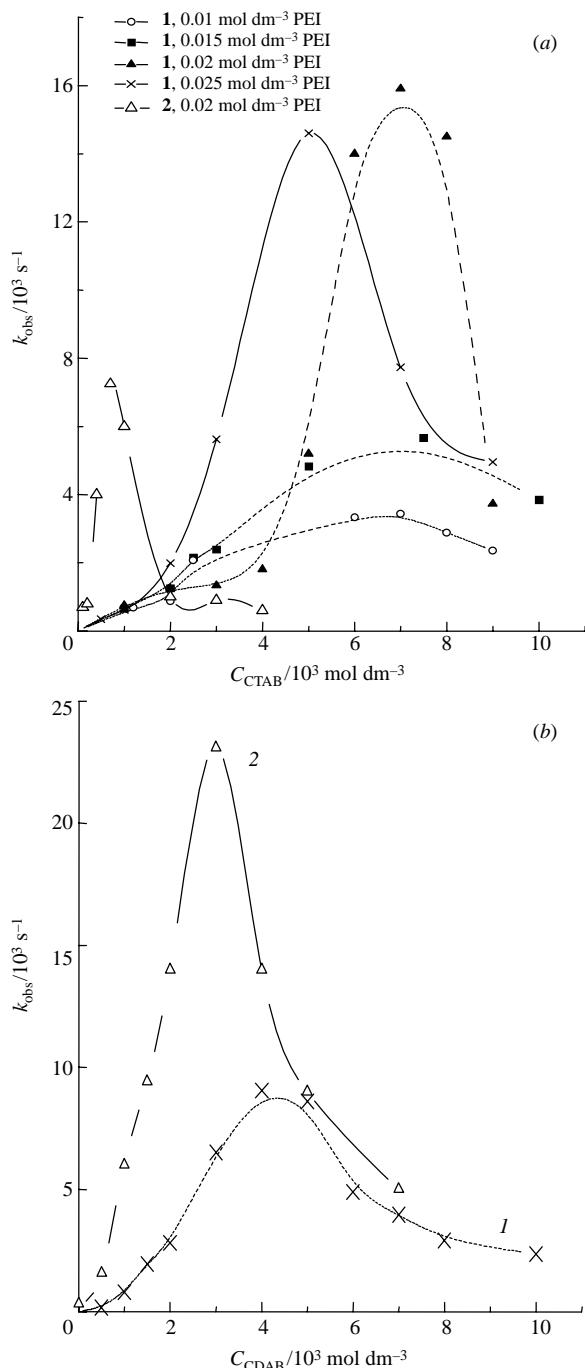 1, 0.01 mol dm⁻³ PEI
1, 0.015 mol dm⁻³ PEI
1, 0.02 mol dm⁻³ PEI
1, 0.025 mol dm⁻³ PEI
2, 0.02 mol dm⁻³ PEI
(a)
16
12
8
4
0
k_obs/10³ s⁻¹
0 2 4 6 8 10
C_CTAB/10³ mol dm⁻³
(b)
25
20
15
10
5
0
k_obs/10³ s⁻¹
2
1
0 2 4 6 8 10
C_CDAB/10³ mol dm⁻³